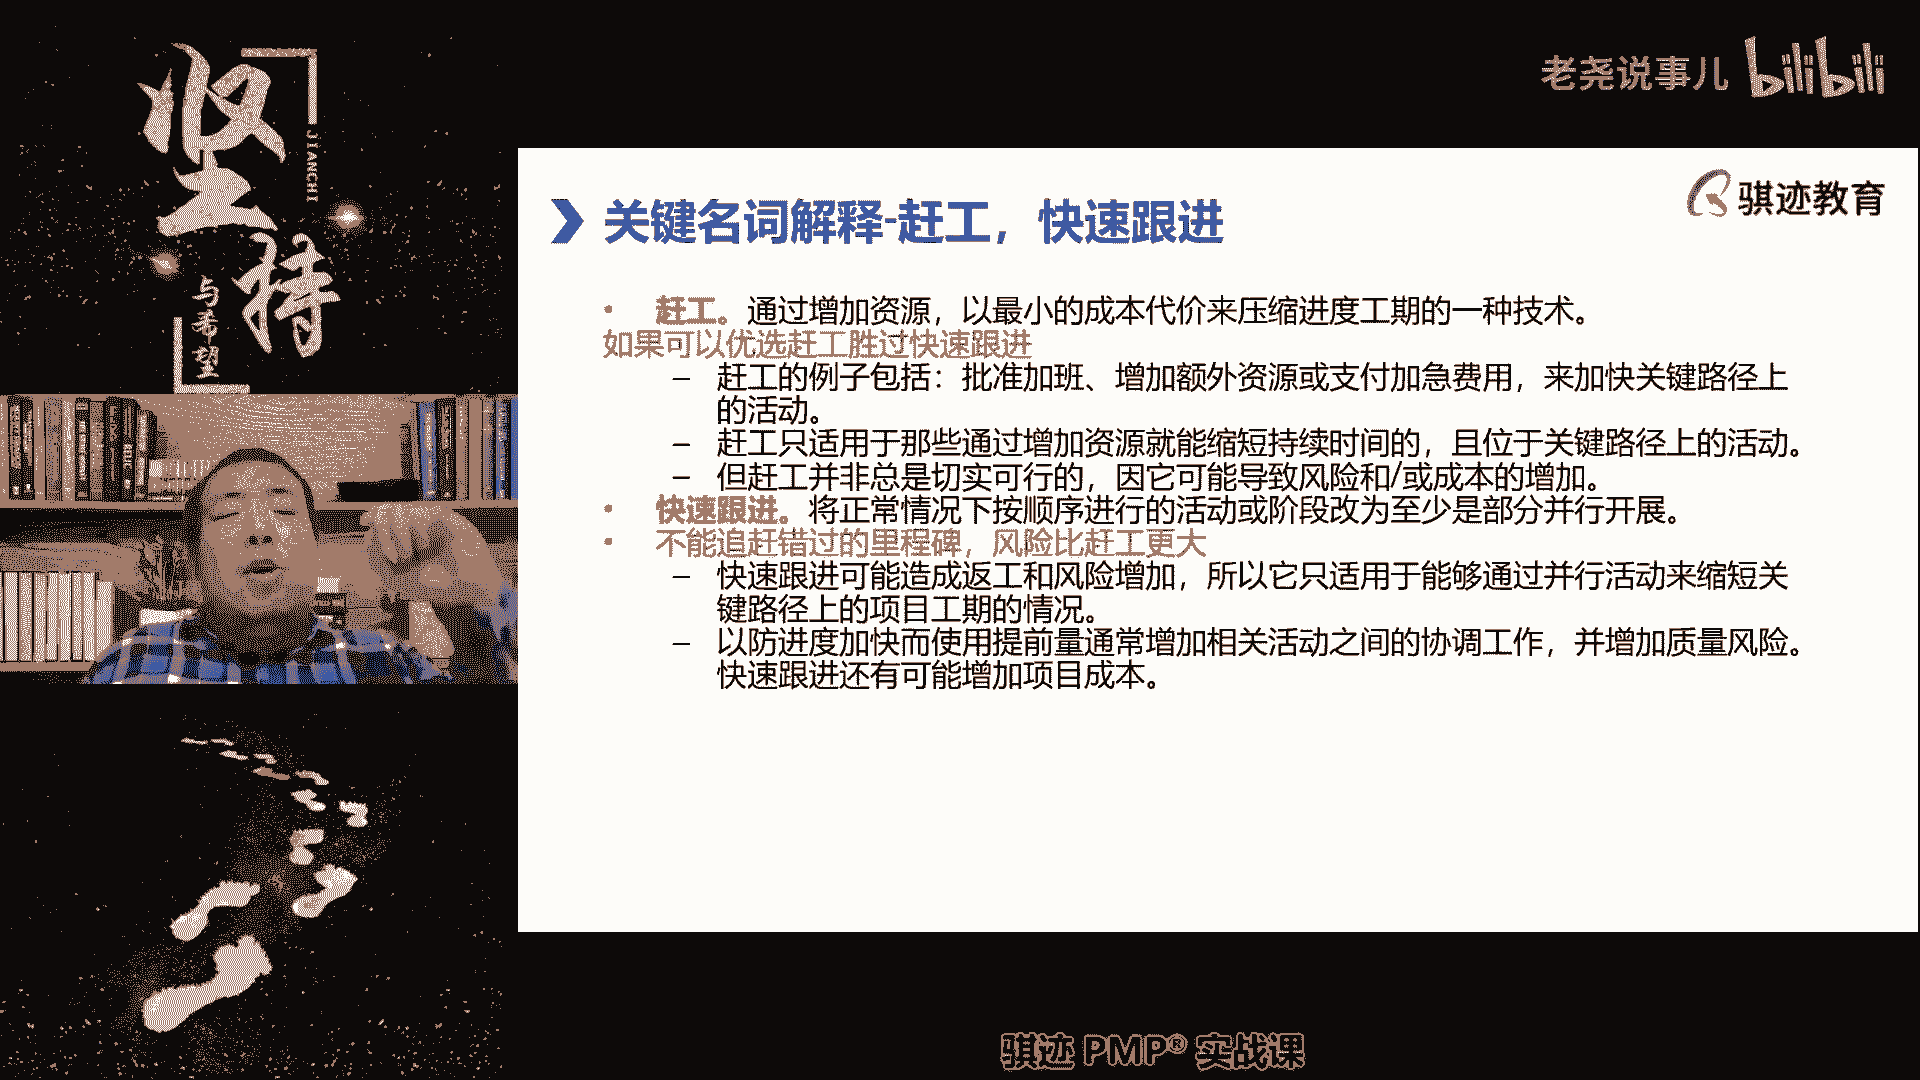 坚持
JIANCHI
与希望
老尧说事儿 bilibili
骐迹教育
关键名词解释-赶工，快速跟进
• 赶工。通过增加资源，以最小的成本代价来压缩进度工期的一种技术。
如果可以优选赶工胜过快速跟进
– 赶工的例子包括：批准加班、增加额外资源或支付加急费用，来加快关键路径上
的活动。
– 赶工只适用于那些通过增加资源就能缩短持续时间的，且位于关键路径上的活动。
– 但赶工并非总是切实可行的，因它可能导致风险和/或成本的增加。
• 快速跟进。将正常情况下按顺序进行的活动或阶段改为至少是部分并行开展。
• 不能追赶错过的里程碑，风险比赶工更大
– 快速跟进可能造成返工和风险增加，所以它只适用于能够通过并行活动来缩短关
键路径上的项目工期的情况。
– 以防进度加快而使用提前量通常增加相关活动之间的协调工作，并增加质量风险。
快速跟进还有可能增加项目成本。
骐迹 PMP® 实战课